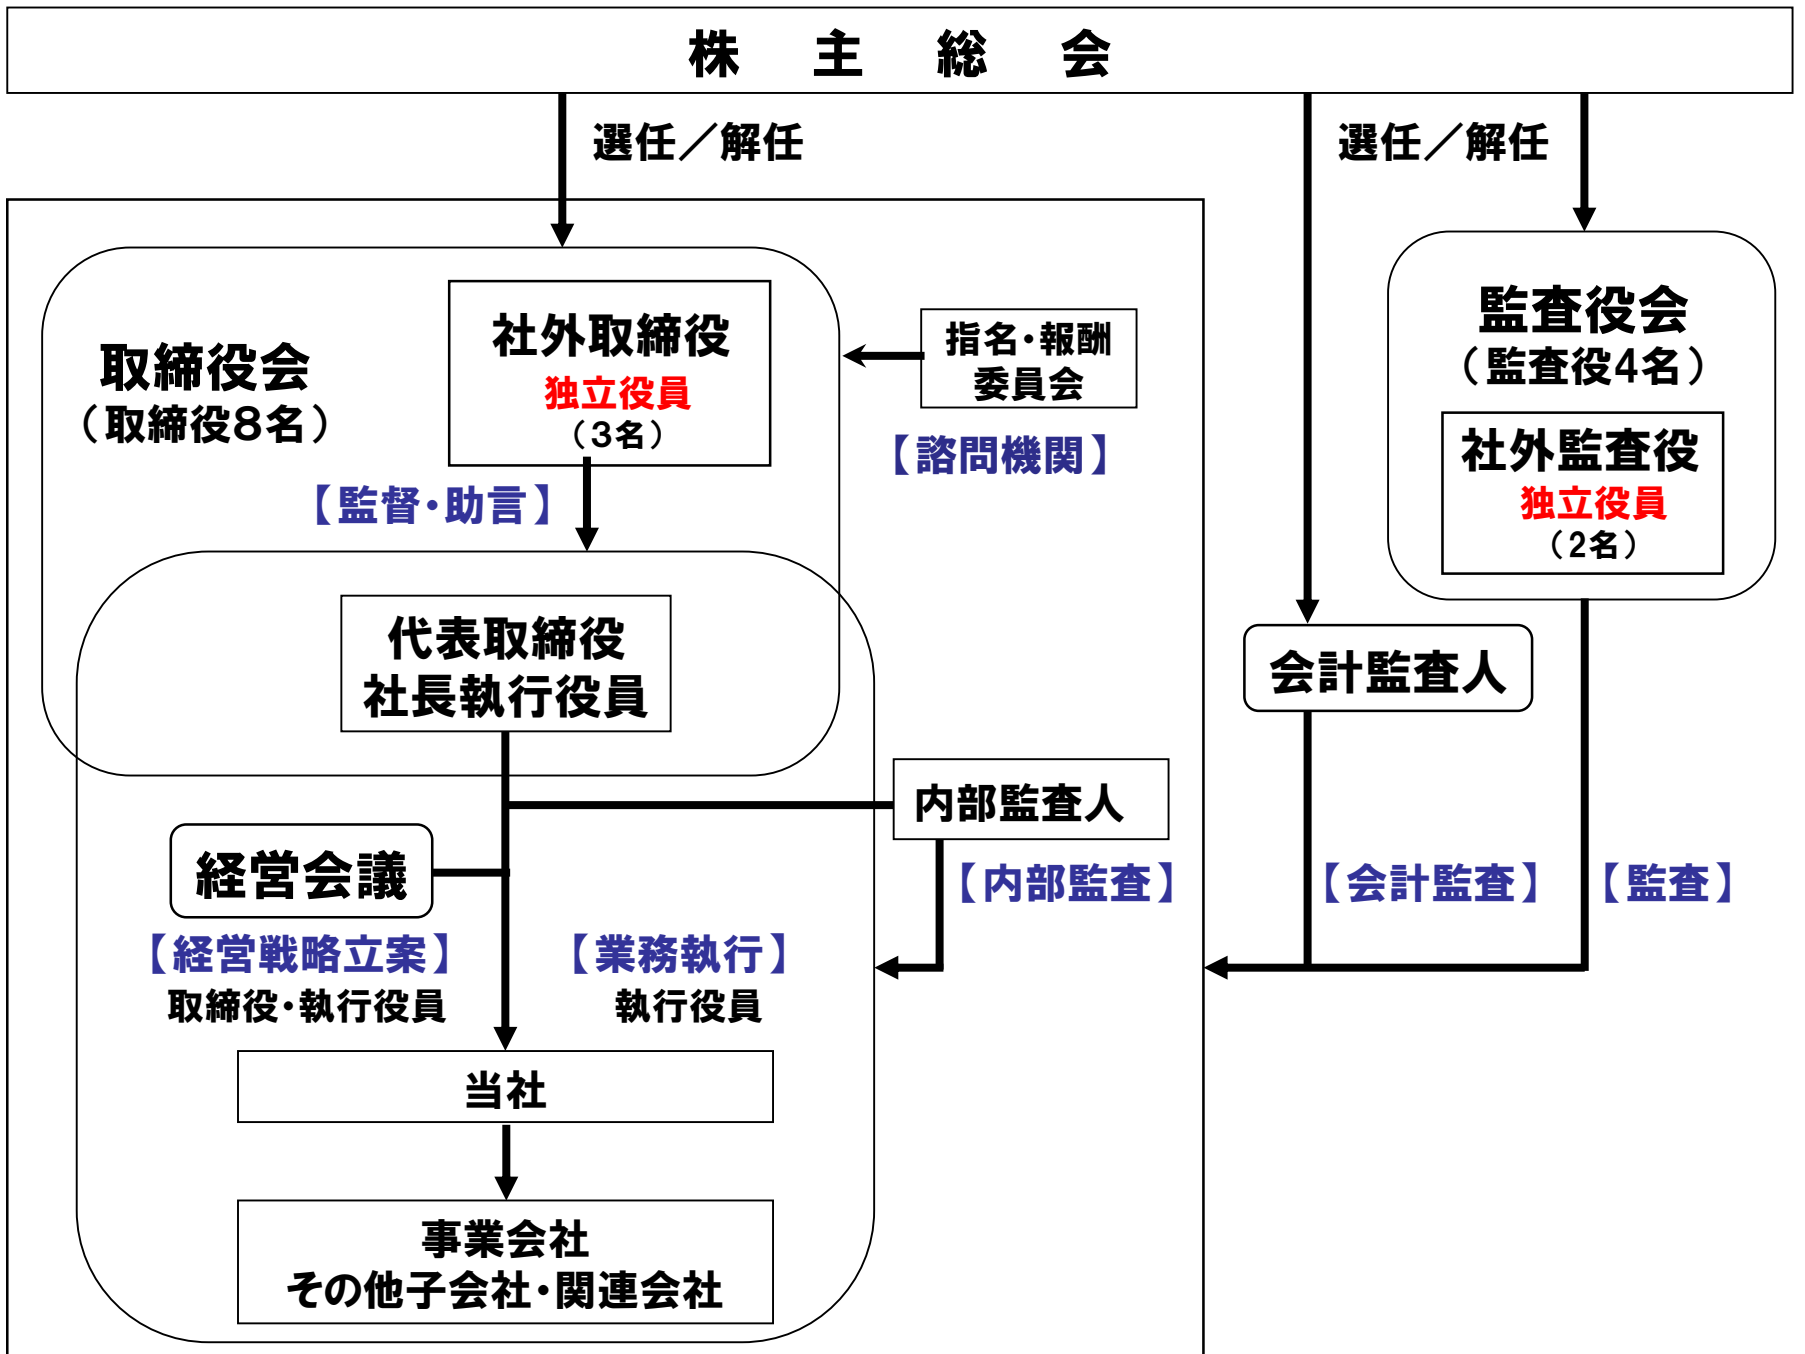 株主総会
選任／解任
選任／解任
取締役会
（取締役８名）
社外取締役
独立役員
（３名）
指名・報酬
委員会
【諮問機関】
【監督・助言】
監査役会
（監査役4名）
社外監査役
独立役員
（2名）
代表取締役
社長執行役員
会計監査人
内部監査人
経営会議
【内部監査】
【会計監査】
【監査】
【経営戦略立案】
取締役・執行役員
【業務執行】
執行役員
当社
事業会社
その他子会社・関連会社